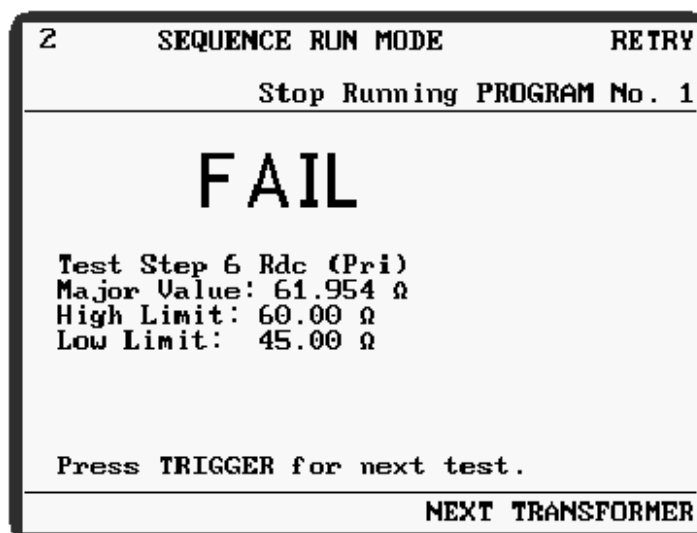 2 SEQUENCE RUN MODE RETRY
Stop Running PROGRAM No. 1
FAIL
Test Step 6 Rdc (Pri)
Major Value: 61.954 Ω
High Limit: 60.00 Ω
Low Limit: 45.00 Ω
Press TRIGGER for next test.
NEXT TRANSFORMER